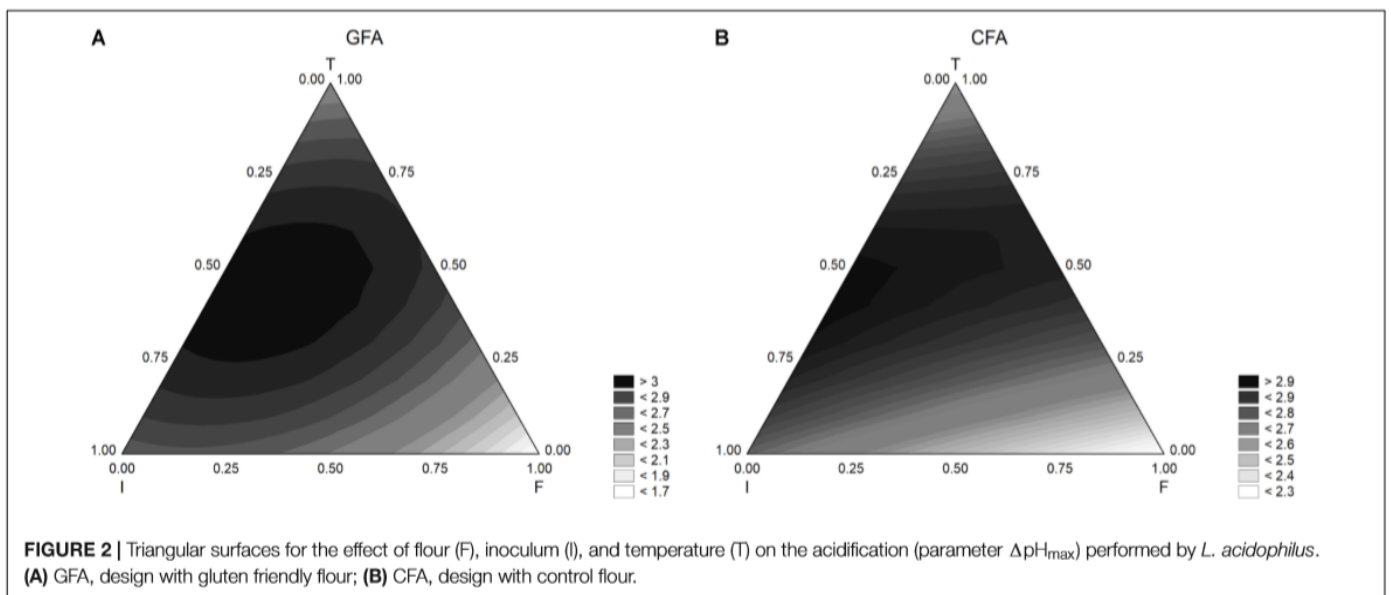 A
GFA
T
0.00 1.00
0.25 0.75
0.50 0.50
0.75 0.25
1.00 0.00
0.00 0.25 0.50 0.75 1.00
I F
> 3
< 2.9
< 2.7
< 2.5
< 2.3
< 2.1
< 1.9
< 1.7
B
CFA
T
0.00 1.00
0.25 0.75
0.50 0.50
0.75 0.25
1.00 0.00
0.00 0.25 0.50 0.75 1.00
I F
> 2.9
< 2.9
< 2.8
< 2.7
< 2.6
< 2.5
< 2.4
< 2.3
FIGURE 2 | Triangular surfaces for the effect of flour (F), inoculum (I), and temperature (T) on the acidification (parameter ΔpHmax) performed by L. acidophilus.
(A) GFA, design with gluten friendly flour; (B) CFA, design with control flour.